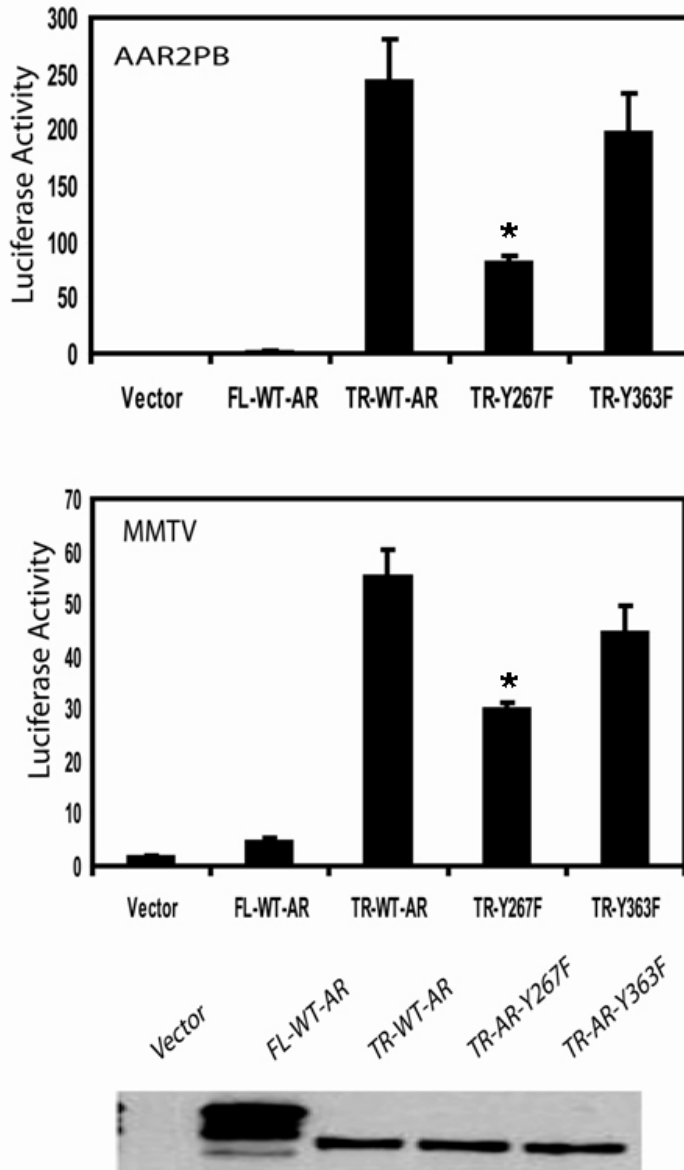 AAR2PB
Luciferase Activity
300
250
200
150
100
50
0
*
Vector FL-WT-AR TR-WT-AR TR-Y267F TR-Y363F
MMTV
Luciferase Activity
70
60
50
40
30
20
10
0
*
Vector FL-WT-AR TR-WT-AR TR-Y267F TR-Y363F
Vector FL-WT-AR TR-WT-AR TR-AR-Y267F TR-AR-Y363F